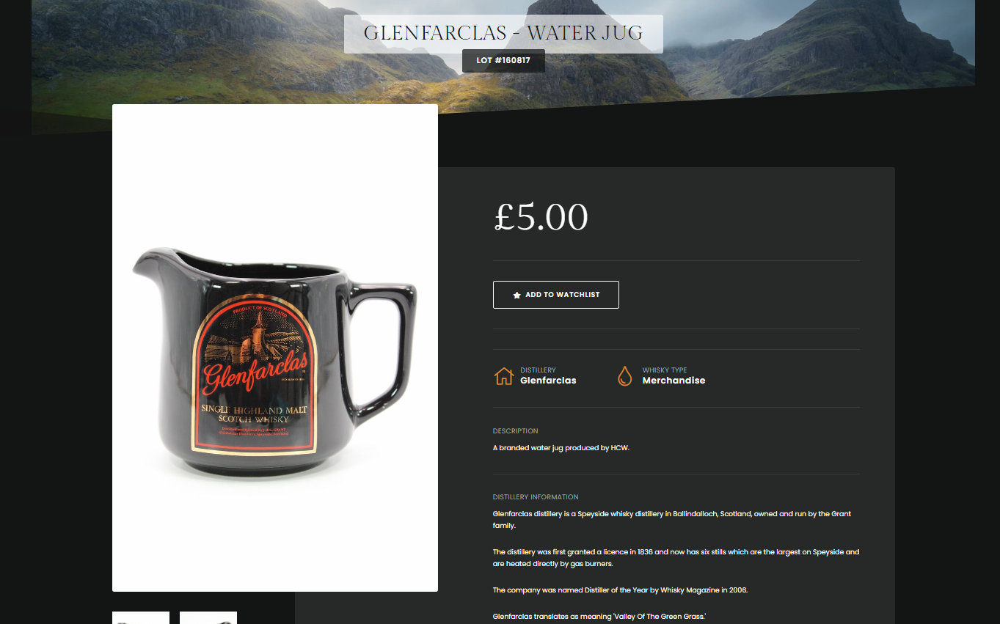 GLENFARCLAS - WATER JUG
LOT #160817
PRODUCT OF SCOTLAND
Glenfarclas
SINGLE HIGHLAND MALT
SCOTCH WHISKY
£5.00
ADD TO WATCHLIST
DISTILLERY
Glenfarclas
WHISKY TYPE
Merchandise
DESCRIPTION
A branded water jug produced by HCW.
DISTILLERY INFORMATION
Glenfarclas distillery is a Speyside whisky distillery in Ballindalloch, Scotland, owned and run by the Grant
family.
The distillery was first granted a licence in 1836 and now has six stills which are the largest on Speyside and
are heated directly by gas burners.
The company was named Distiller of the Year by Whisky Magazine in 2006.
Glenfarclas translates as meaning 'Valley Of The Green Grass.'